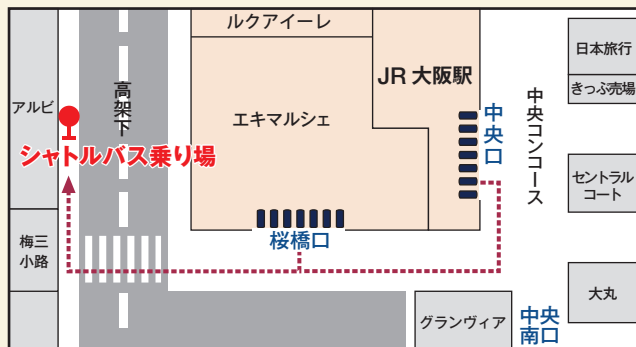 ルクアイーレ
JR 大阪駅
日本旅行
きっぷ売場
アルビ
高架下
エキマルシェ
中央口
中央コンコース
シャトルバス乗り場
セントラル
コート
梅三
小路
桜橋口
大丸
グランヴィア
中央
南口